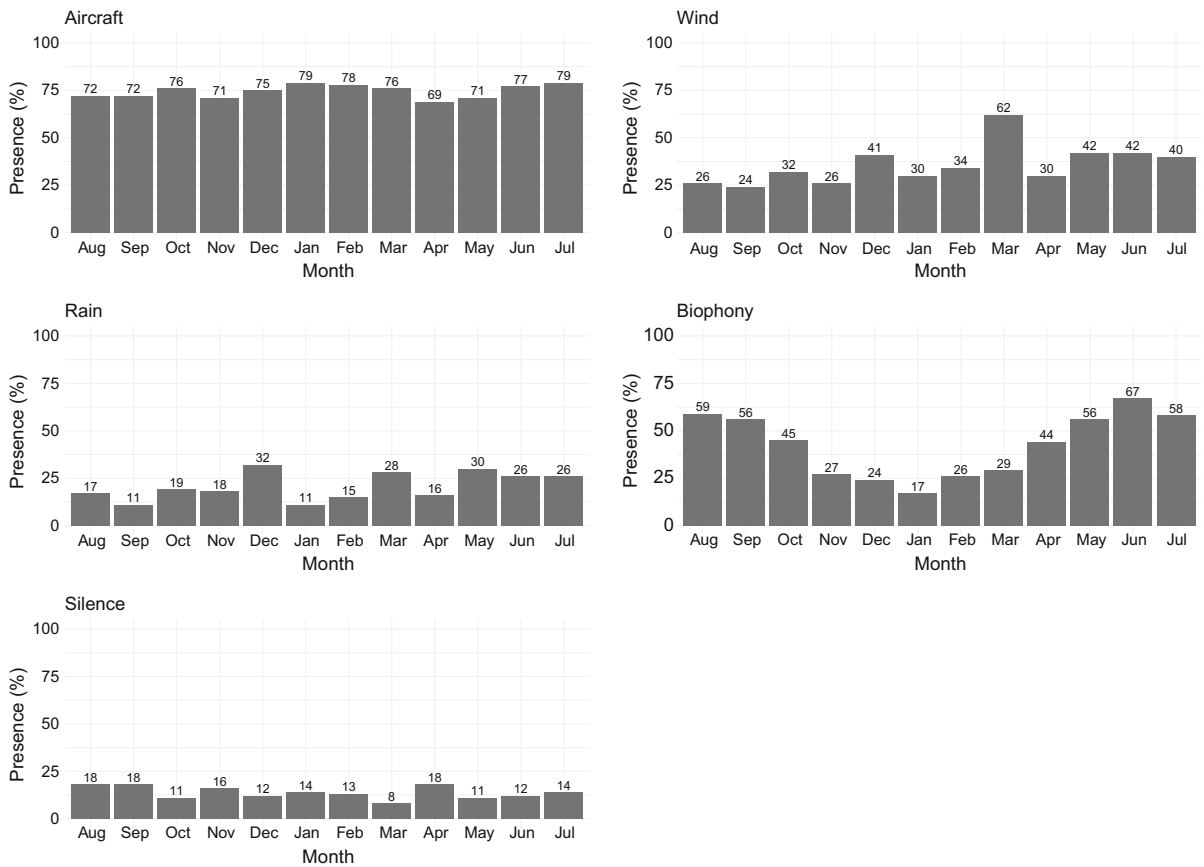 Aircraft
Presence (%)
100
75
50
25
0
72 72 76 71 75 79 78 76 69 71 77 79
Aug Sep Oct Nov Dec Jan Feb Mar Apr May Jun Jul
Month
Wind
Presence (%)
100
75
50
25
0
26 24 32 26 41 30 34 62 30 42 42 40
Aug Sep Oct Nov Dec Jan Feb Mar Apr May Jun Jul
Month
Rain
Presence (%)
100
75
50
25
0
17 11 19 18 32 11 15 28 16 30 26 26
Aug Sep Oct Nov Dec Jan Feb Mar Apr May Jun Jul
Month
Biophony
Presence (%)
100
75
50
25
0
59 56 45 27 24 17 26 29 44 56 67 58
Aug Sep Oct Nov Dec Jan Feb Mar Apr May Jun Jul
Month
Silence
Presence (%)
100
75
50
25
0
18 18 11 16 12 14 13 8 18 11 12 14
Aug Sep Oct Nov Dec Jan Feb Mar Apr May Jun Jul
Month